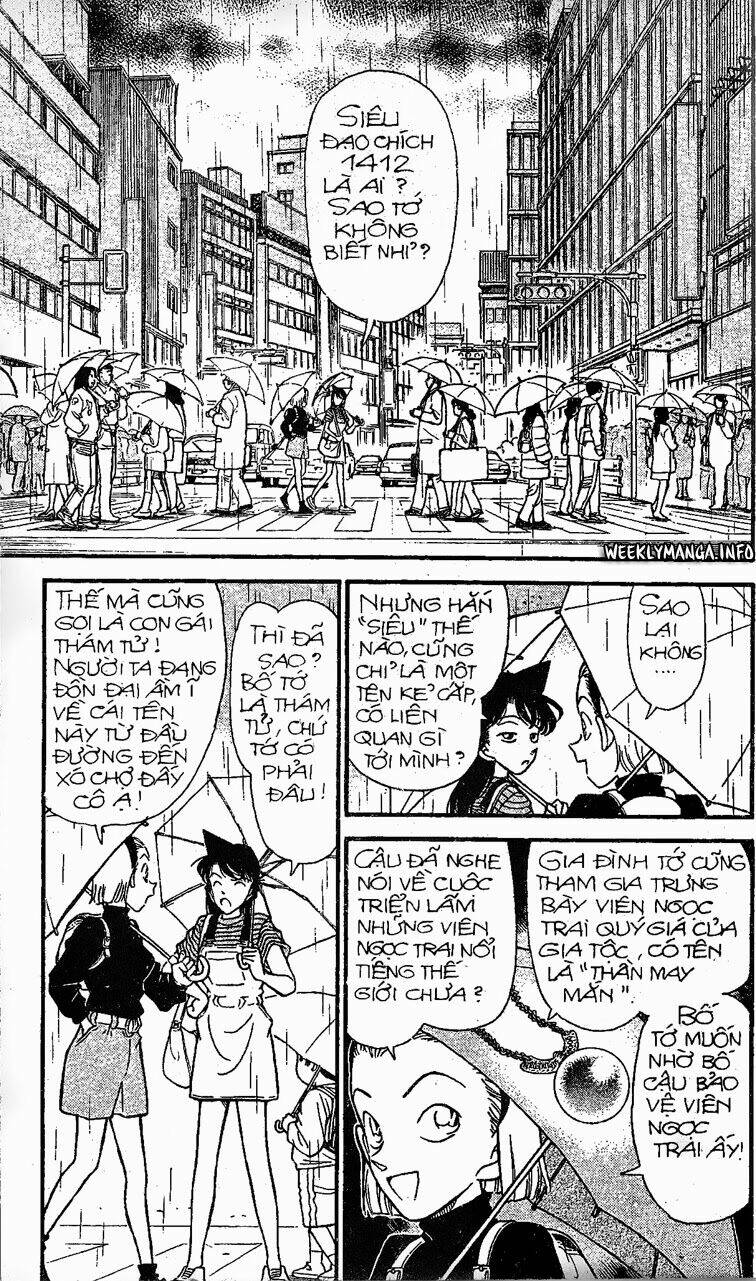 SIÊU
ĐẠO CHÍCH
1412
LÀ AI?
SAO TỚ
KHÔNG
BIẾT NHỈ?
WEEKLYMANGA.INFO
THẾ MÀ CŨNG
GỌI LÀ CON GÁI
THÁM TỬ!
NGƯỜI TA ĐANG
ĐỒN ĐẠI ẦM Ĩ
VỀ CÁI TÊN
NÀY TỪ ĐẦU
ĐƯỜNG ĐẾN
XÓ CHỢ ĐẤY
CÔ Ạ!
THÌ ĐÃ
SAO?
BỐ TỚ
LÀ THÁM
TỬ, CHỨ
TỚ CÓ
PHẢI
ĐÂU!
NHƯNG HẮN
"SIÊU" THẾ
NÀO, CŨNG
CHỈ LÀ MỘT
TÊN KẺ CẮP,
CÓ LIÊN
QUAN GÌ
TỚI MÌNH?
SAO
LẠI
KHÔNG
....
CẬU ĐÃ NGHE
NÓI VỀ CUỘC
TRIỂN LÃM
NHỮNG VIÊN
NGỌC TRAI NỔI
TIẾNG THẾ
GIỚI CHƯA?
GIA ĐÌNH TỚ CŨNG
THAM GIA TRƯNG
BÀY VIÊN NGỌC
TRAI QUÝ GIÁ CỦA
GIA TỘC, CÓ TÊN
LÀ "THẦN MAY
MẮN".
BỐ
TỚ MUỐN
NHỜ BỐ
CẬU BẢO
VỆ VIÊN
NGỌC
TRAI ẤY!